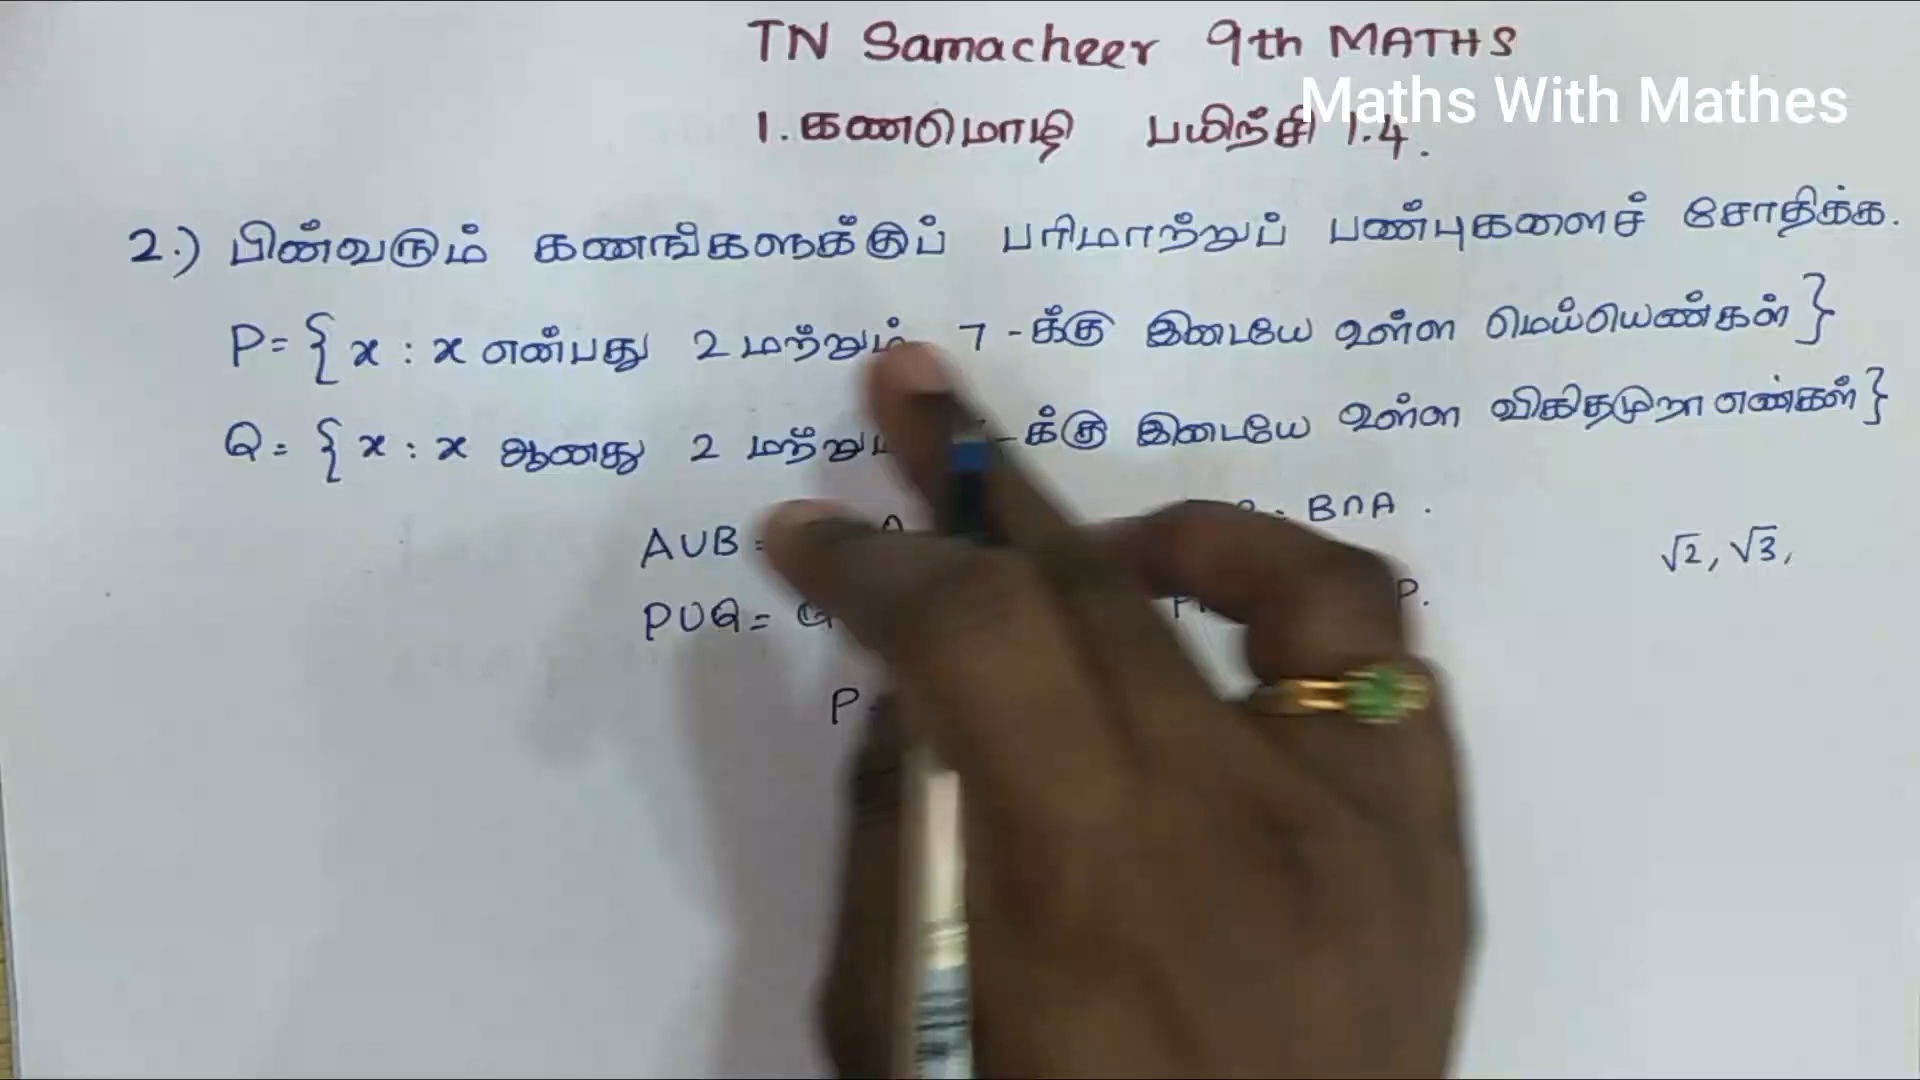 TN Samacheer 9th MATHS
Maths With Mathes
1. கணமொழி பயிற்சி 1.4.
2.) பின்வரும் கணங்களுக்குப் பரிமாற்றுப் பண்புகளைச் சோதிக்க.
P = { x : x என்பது 2 மற்றும் 7 - க்கு இடையே உள்ள மெய்யெண்கள் }
Q = { x : x ஆனது 2 - க்கு இடையே உள்ள விகிதமுறா எண்கள் }
A∪B = B∩A .
√2, √3,
P∪Q = P.
P